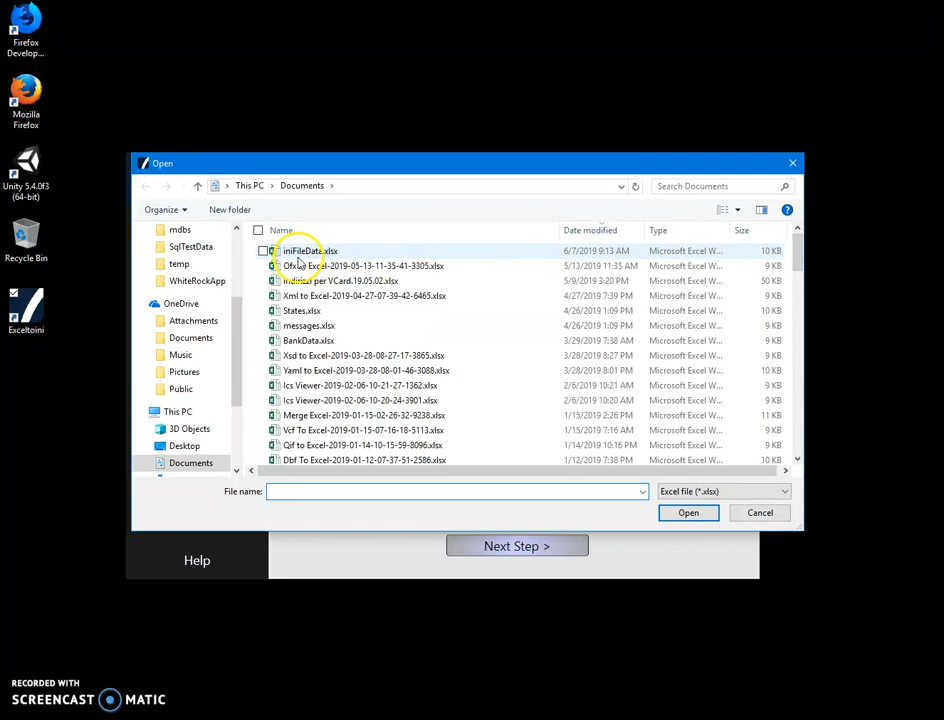 Firefox
Develop...
Mozilla
Firefox
Unity 5.4.0f3
(64-bit)
Recycle Bin
Exceltoini
Open
This PC > Documents >
Search Documents
Organize
New folder
mdbs
SqlTestData
temp
WhiteRockApp
OneDrive
Attachments
Documents
Music
Pictures
Public
This PC
3D Objects
Desktop
Documents
Name Date modified Type Size
iniFileData.xlsx 6/7/2019 9:13 AM Microsoft Excel W... 10 KB
Excel-2019-05-13-11-35-41-3305.xlsx 5/13/2019 11:35 AM Microsoft Excel W... 9 KB
Indirizzi per VCard.19.05.02.xlsx 5/9/2019 3:20 PM Microsoft Excel W... 50 KB
Xml to Excel-2019-04-27-07-39-42-6465.xlsx 4/27/2019 7:39 PM Microsoft Excel W... 9 KB
States.xlsx 4/26/2019 1:09 PM Microsoft Excel W... 9 KB
messages.xlsx 4/26/2019 1:09 PM Microsoft Excel W... 9 KB
BankData.xlsx 3/29/2019 7:38 AM Microsoft Excel W... 9 KB
Xsd to Excel-2019-03-28-08-27-17-3865.xlsx 3/28/2019 8:27 PM Microsoft Excel W... 9 KB
Yaml to Excel-2019-03-28-08-01-46-3088.xlsx 3/28/2019 8:01 PM Microsoft Excel W... 10 KB
Ics Viewer-2019-02-06-10-21-27-1362.xlsx 2/6/2019 10:21 AM Microsoft Excel W... 9 KB
Ics Viewer-2019-02-06-10-20-24-3901.xlsx 2/6/2019 10:20 AM Microsoft Excel W... 9 KB
Merge Excel-2019-01-15-02-26-32-9238.xlsx 1/15/2019 2:26 PM Microsoft Excel W... 11 KB
Vcf To Excel-2019-01-15-07-16-18-5113.xlsx 1/15/2019 7:16 AM Microsoft Excel W... 9 KB
Qif to Excel-2019-01-14-10-15-59-8096.xlsx 1/14/2019 10:16 PM Microsoft Excel W... 9 KB
Dbf To Excel-2019-01-12-07-37-51-2586.xlsx 1/12/2019 7:38 PM Microsoft Excel W... 10 KB
File name:
Excel file (*.xlsx)
Open
Cancel
Help
Next Step >
RECORDED WITH
SCREENCAST MATIC